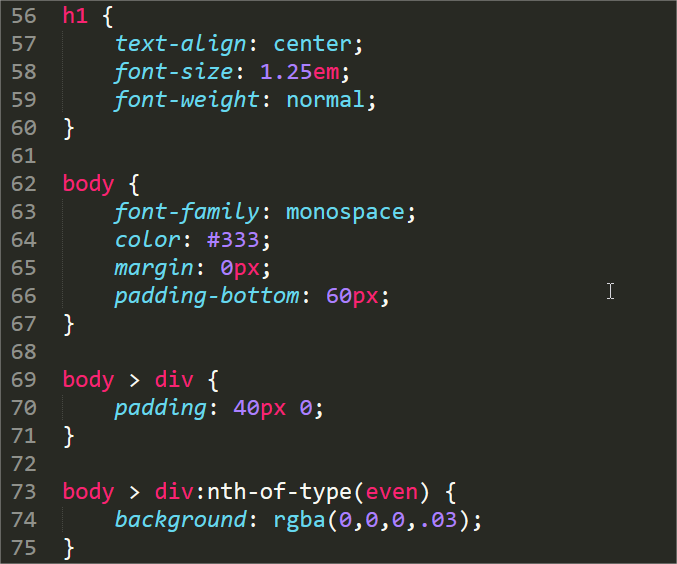 56 h1 {
57     text-align: center;
58     font-size: 1.25em;
59     font-weight: normal;
60 }
61
62 body {
63     font-family: monospace;
64     color: #333;
65     margin: 0px;
66     padding-bottom: 60px;
67 }
68
69 body > div {
70     padding: 40px 0;
71 }
72
73 body > div:nth-of-type(even) {
74     background: rgba(0,0,0,.03);
75 }